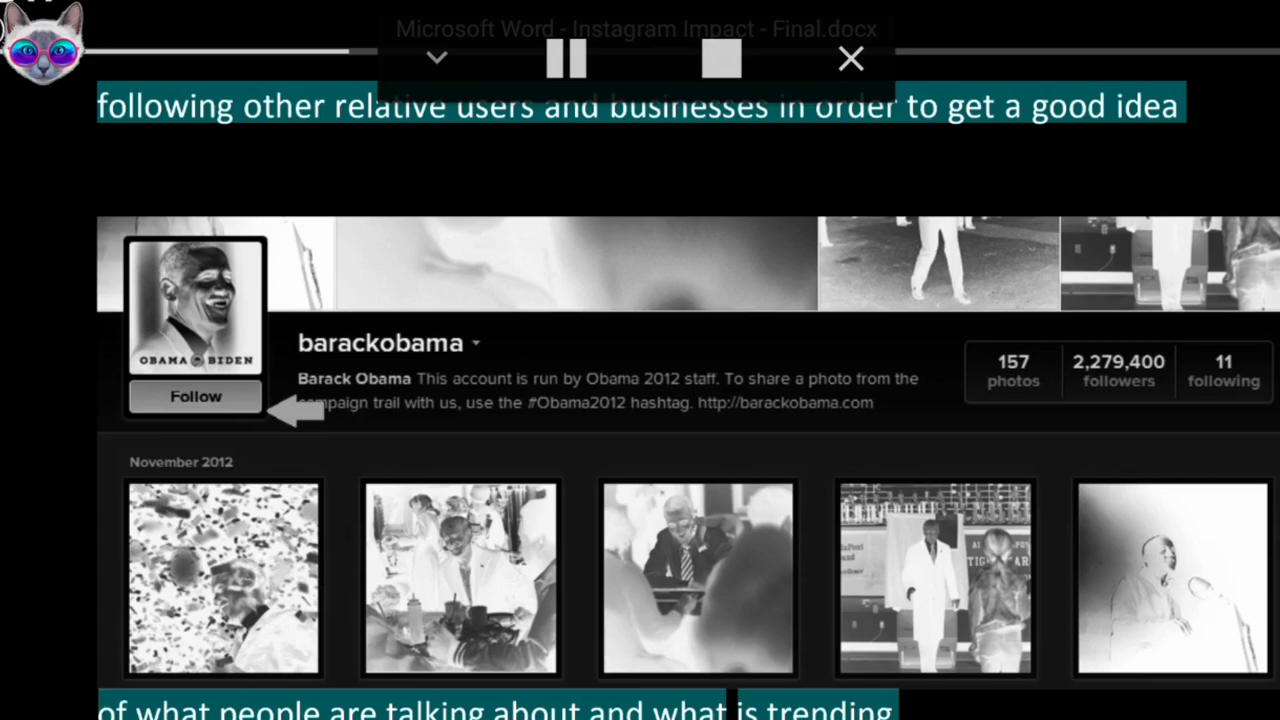 Microsoft Word - Instagram Impact - Final.docx
following other relative users and businesses in order to get a good idea
OBAMA BIDEN
Follow
barackobama
Barack Obama This account is run by Obama 2012 staff. To share a photo from the
campaign trail with us, use the #Obama2012 hashtag. http://barackobama.com
157
photos
2,279,400
followers
11
following
November 2012
of what people are talking about and what is trending